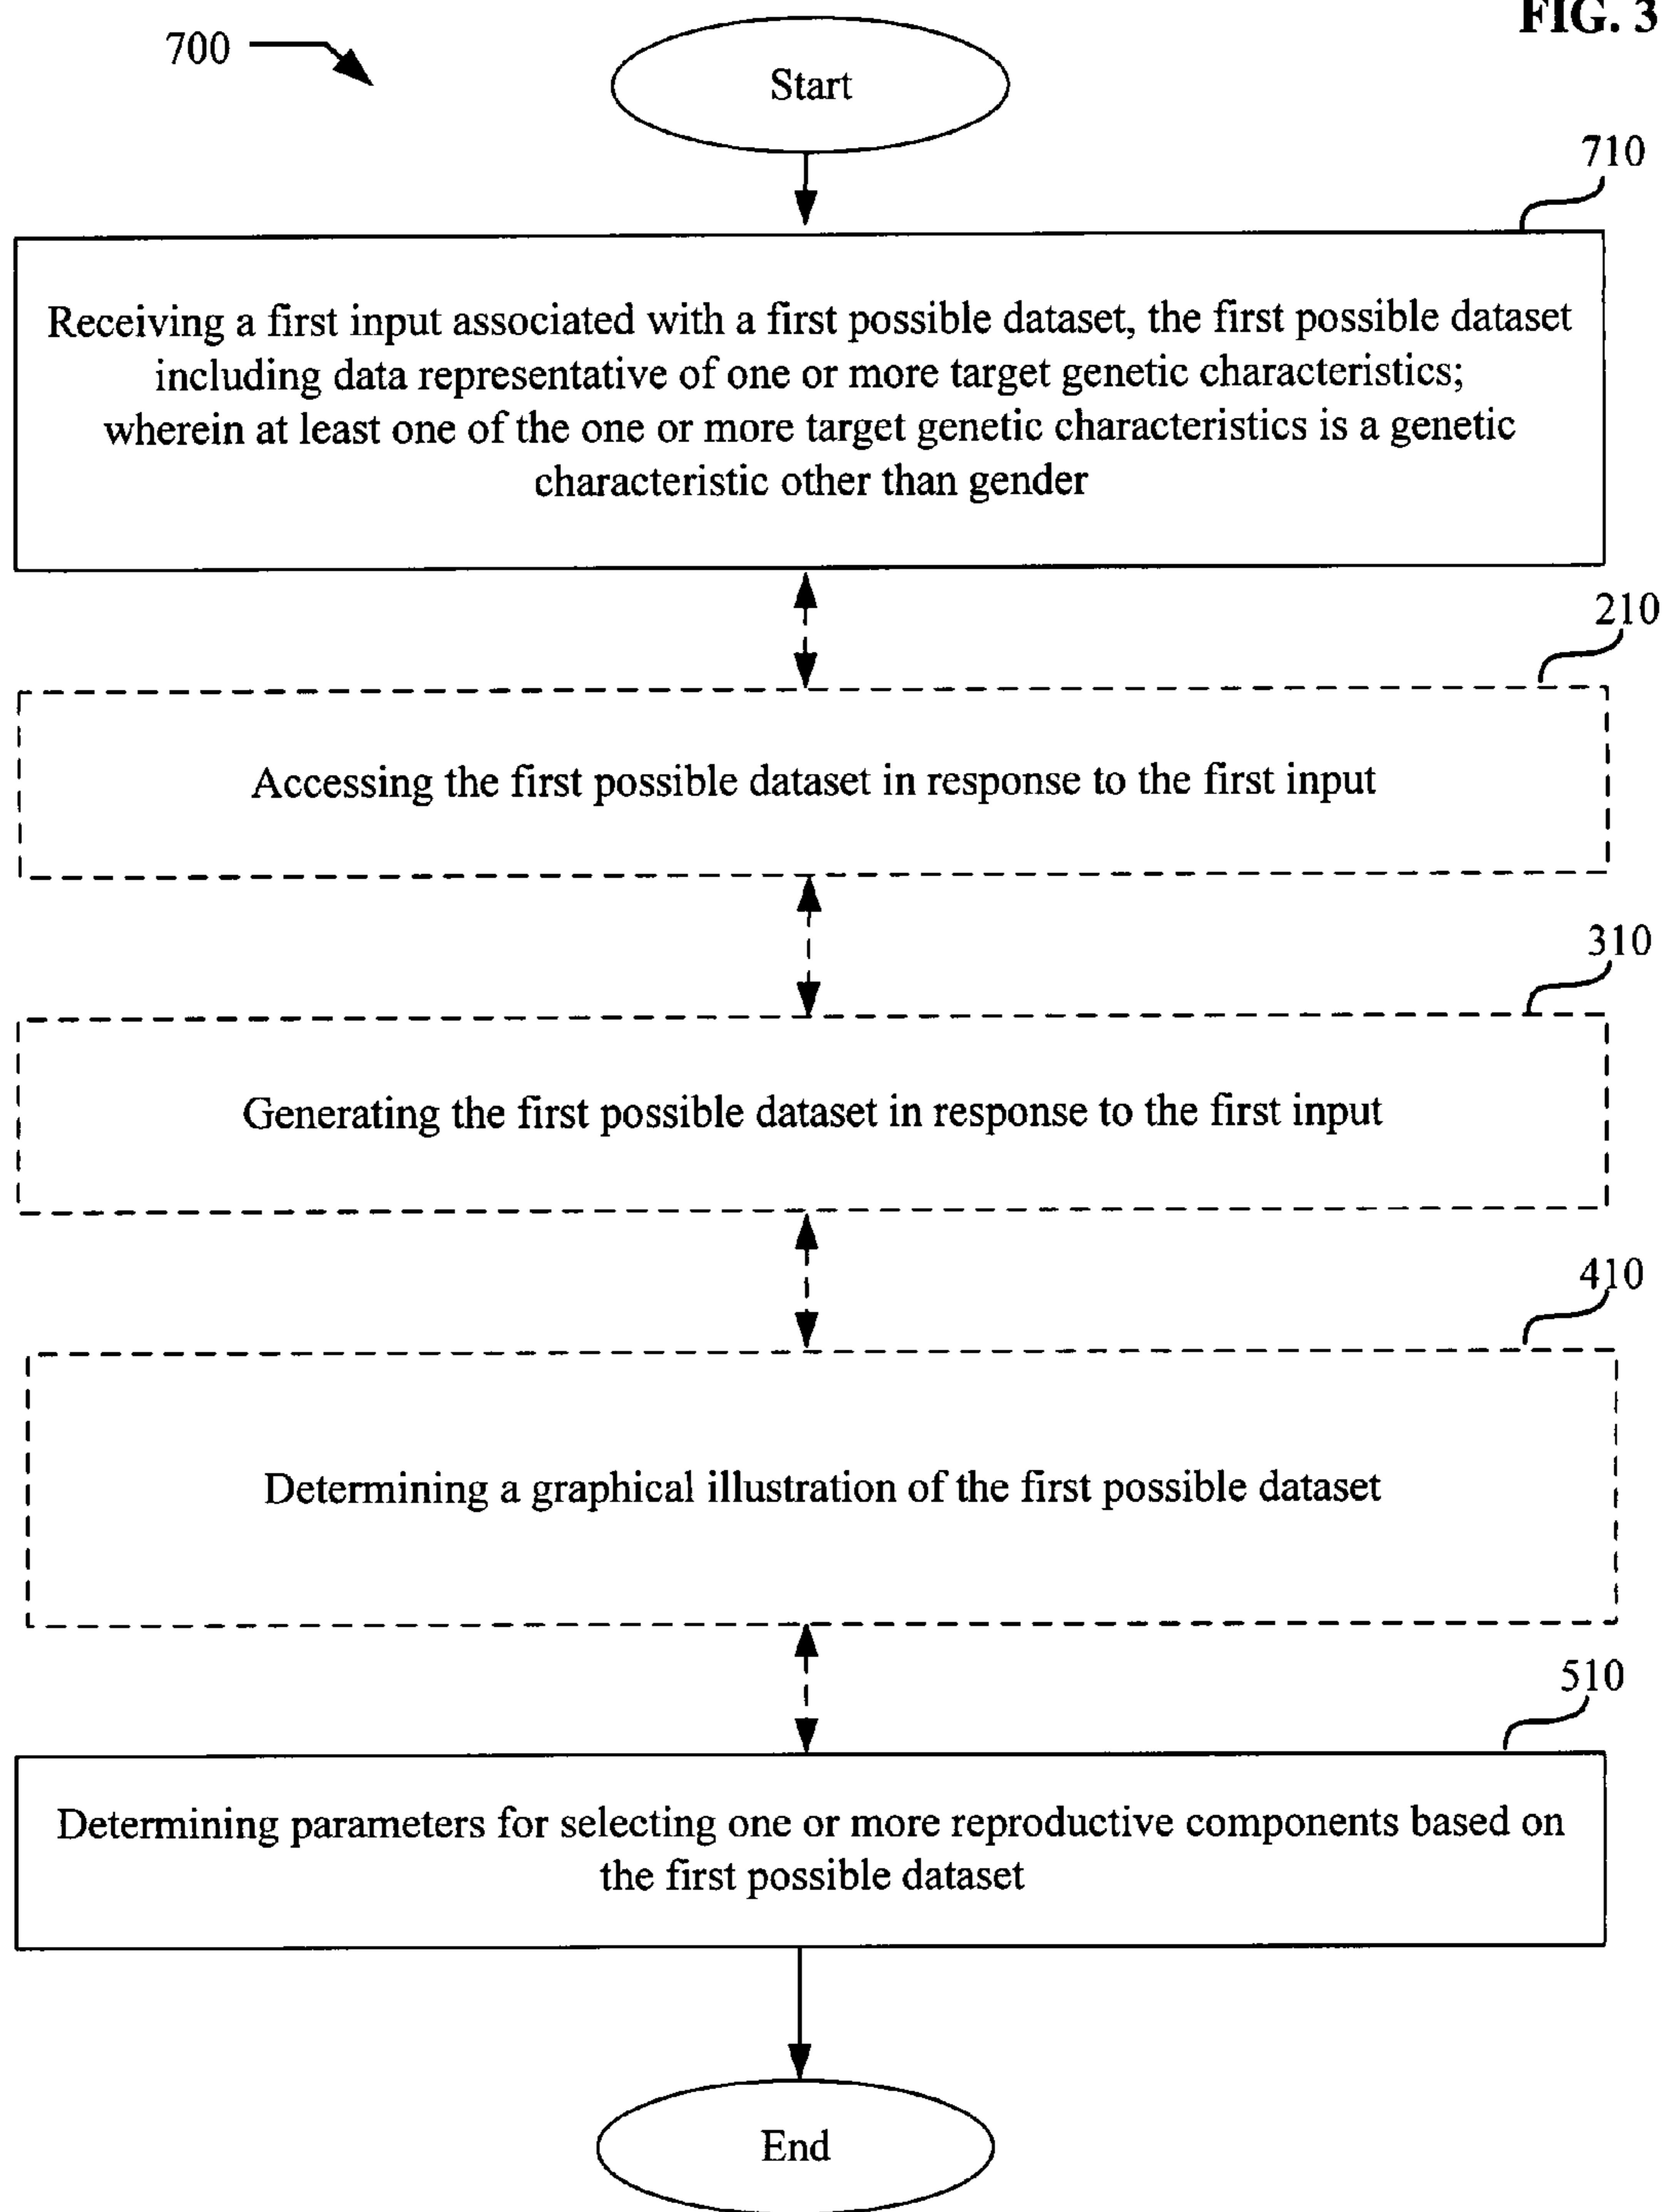 FIG. 3
700
Start
710
Receiving a first input associated with a first possible dataset, the first possible dataset
including data representative of one or more target genetic characteristics;
wherein at least one of the one or more target genetic characteristics is a genetic
characteristic other than gender
210
Accessing the first possible dataset in response to the first input
310
Generating the first possible dataset in response to the first input
410
Determining a graphical illustration of the first possible dataset
510
Determining parameters for selecting one or more reproductive components based on
the first possible dataset
End